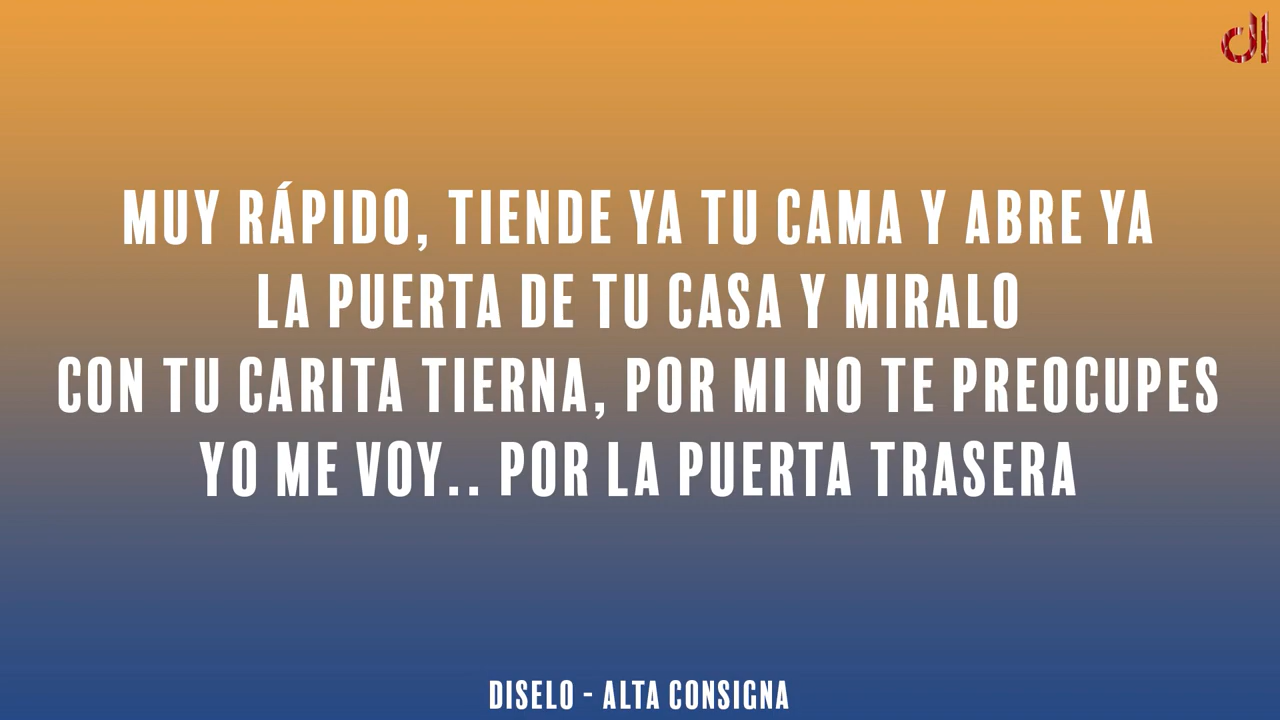 dl
MUY RÁPIDO, TIENDE YA TU CAMA Y ABRE YA
LA PUERTA DE TU CASA Y MIRALO
CON TU CARITA TIERNA, POR MI NO TE PREOCUPES
YO ME VOY.. POR LA PUERTA TRASERA
DISELO - ALTA CONSIGNA